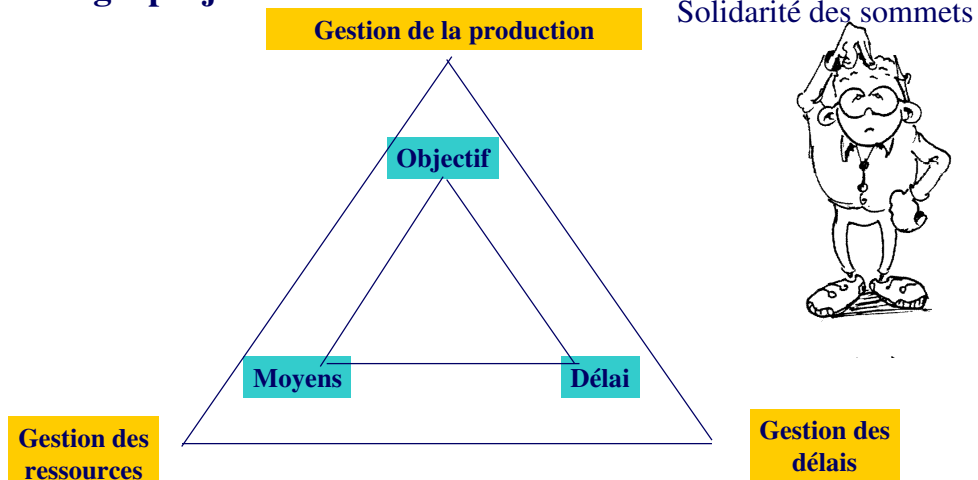 Solidarité des sommets
Gestion de la production
Objectif
Moyens
Délai
Gestion des
ressources
Gestion des
délais